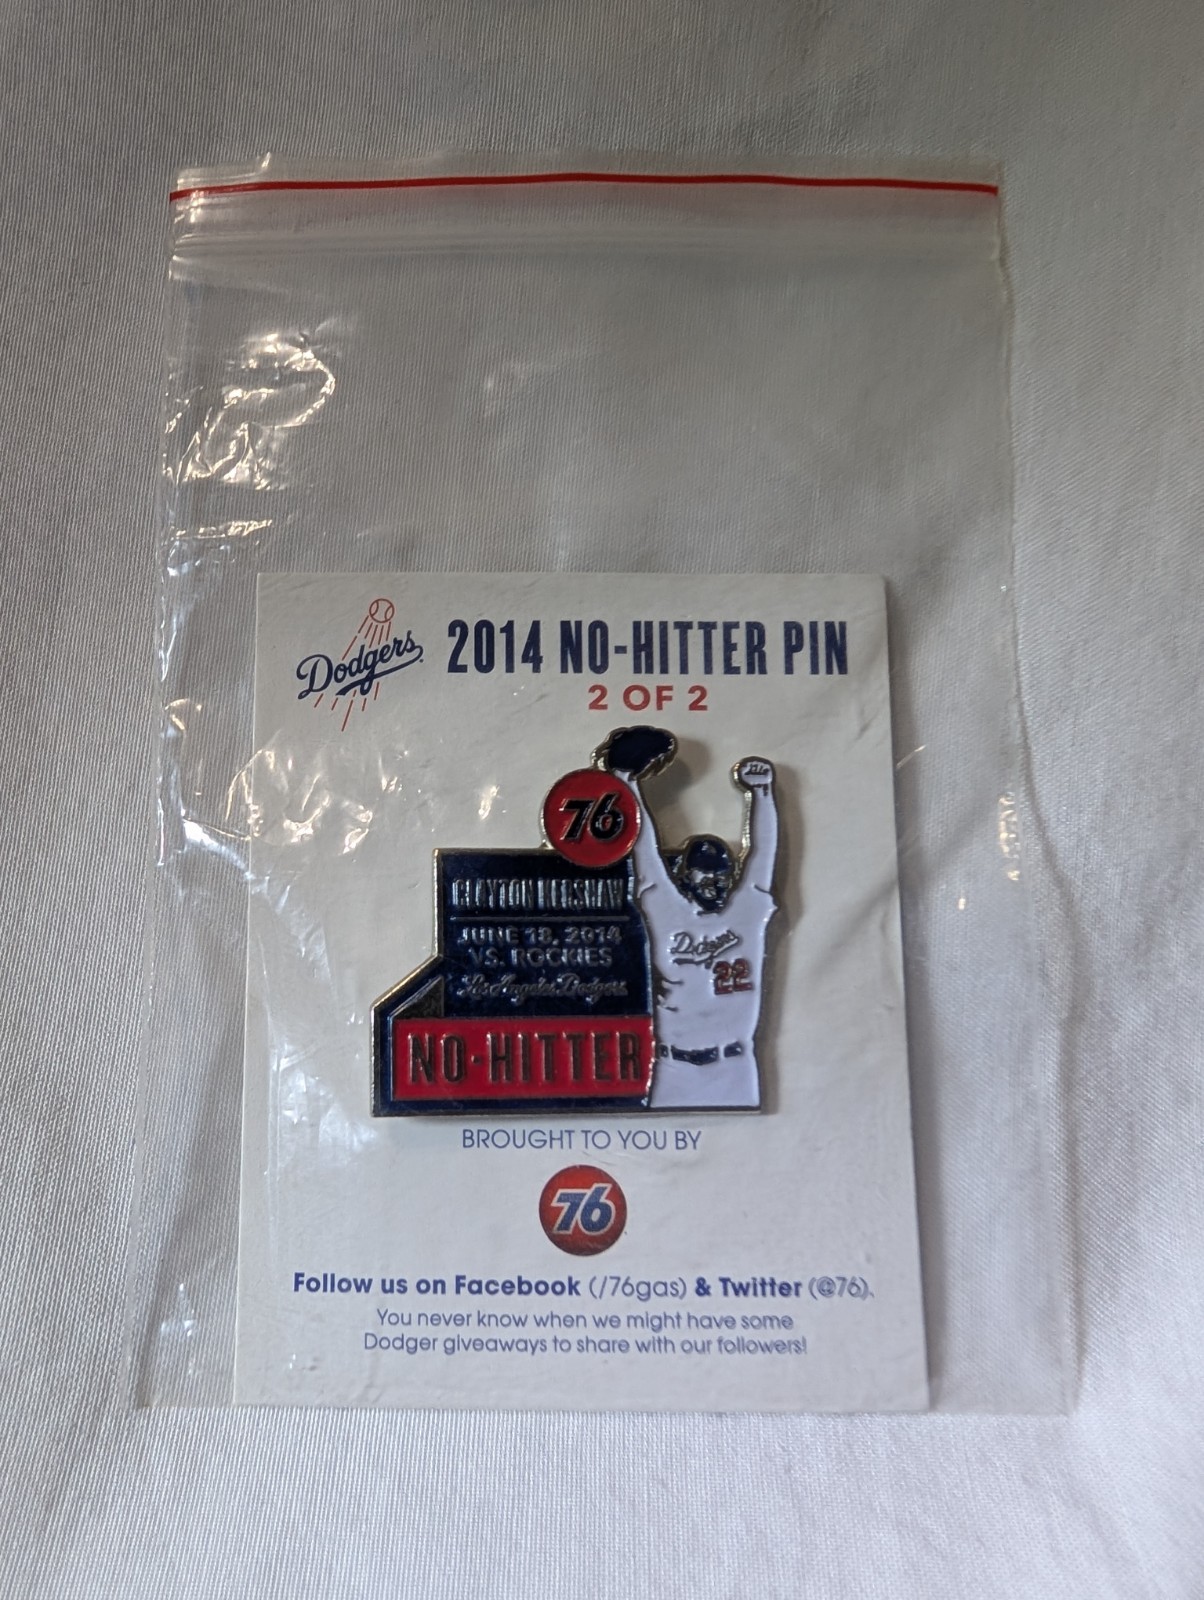 Dodgers
2014 NO-HITTER PIN
2 OF 2
76
CLAYTON KERSHAW
JUNE 18, 2014
VS. ROCKIES
Los Angeles Dodgers
NO-HITTER
Dodgers
22
BROUGHT TO YOU BY
76
Follow us on Facebook (/76gas) & Twitter (@76).
You never know when we might have some
Dodger giveaways to share with our followers!